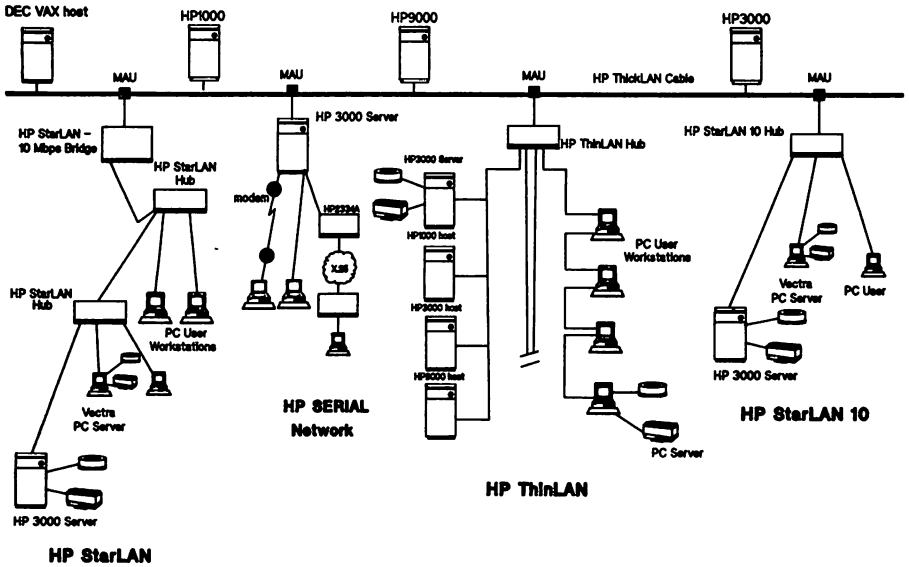 DEC VAX host
HP1000
HP9000
HP3000
MAU
MAU
MAU
HP ThickLAN Cable
MAU
HP StarLAN –
10 Mbps Bridge
HP 3000 Server
HP ThinLAN Hub
HP StarLAN 10 Hub
HP StarLAN
Hub
modem
HP2334A
X.25
HP3000 Server
HP1000 host
HP3000 host
HP9000 host
PC User
Workstations
Vectra
PC Server
PC User
HP StarLAN
Hub
PC User
Workstations
Vectra
PC Server
HP 3000 Server
HP StarLAN
HP SERIAL
Network
PC Server
HP ThinLAN
HP 3000 Server
HP StarLAN 10